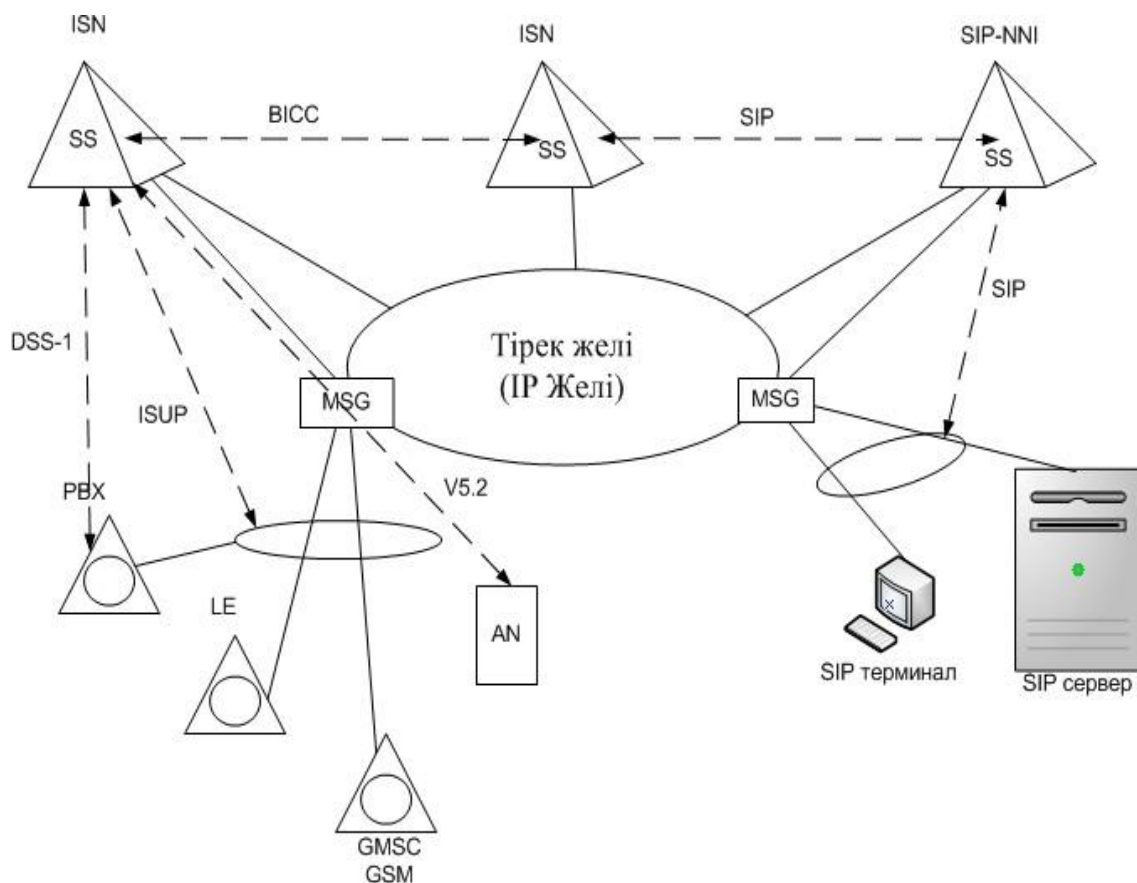 ISN
ISN
SIP-NNI
BICC
SIP
SS
SS
SS
SIP
DSS-1
Тірек желі
(IP Желі)
ISUP
MSG
MSG
PBX
V5.2
LE
AN
SIP терминал
SIP сервер
GMSC
GSM